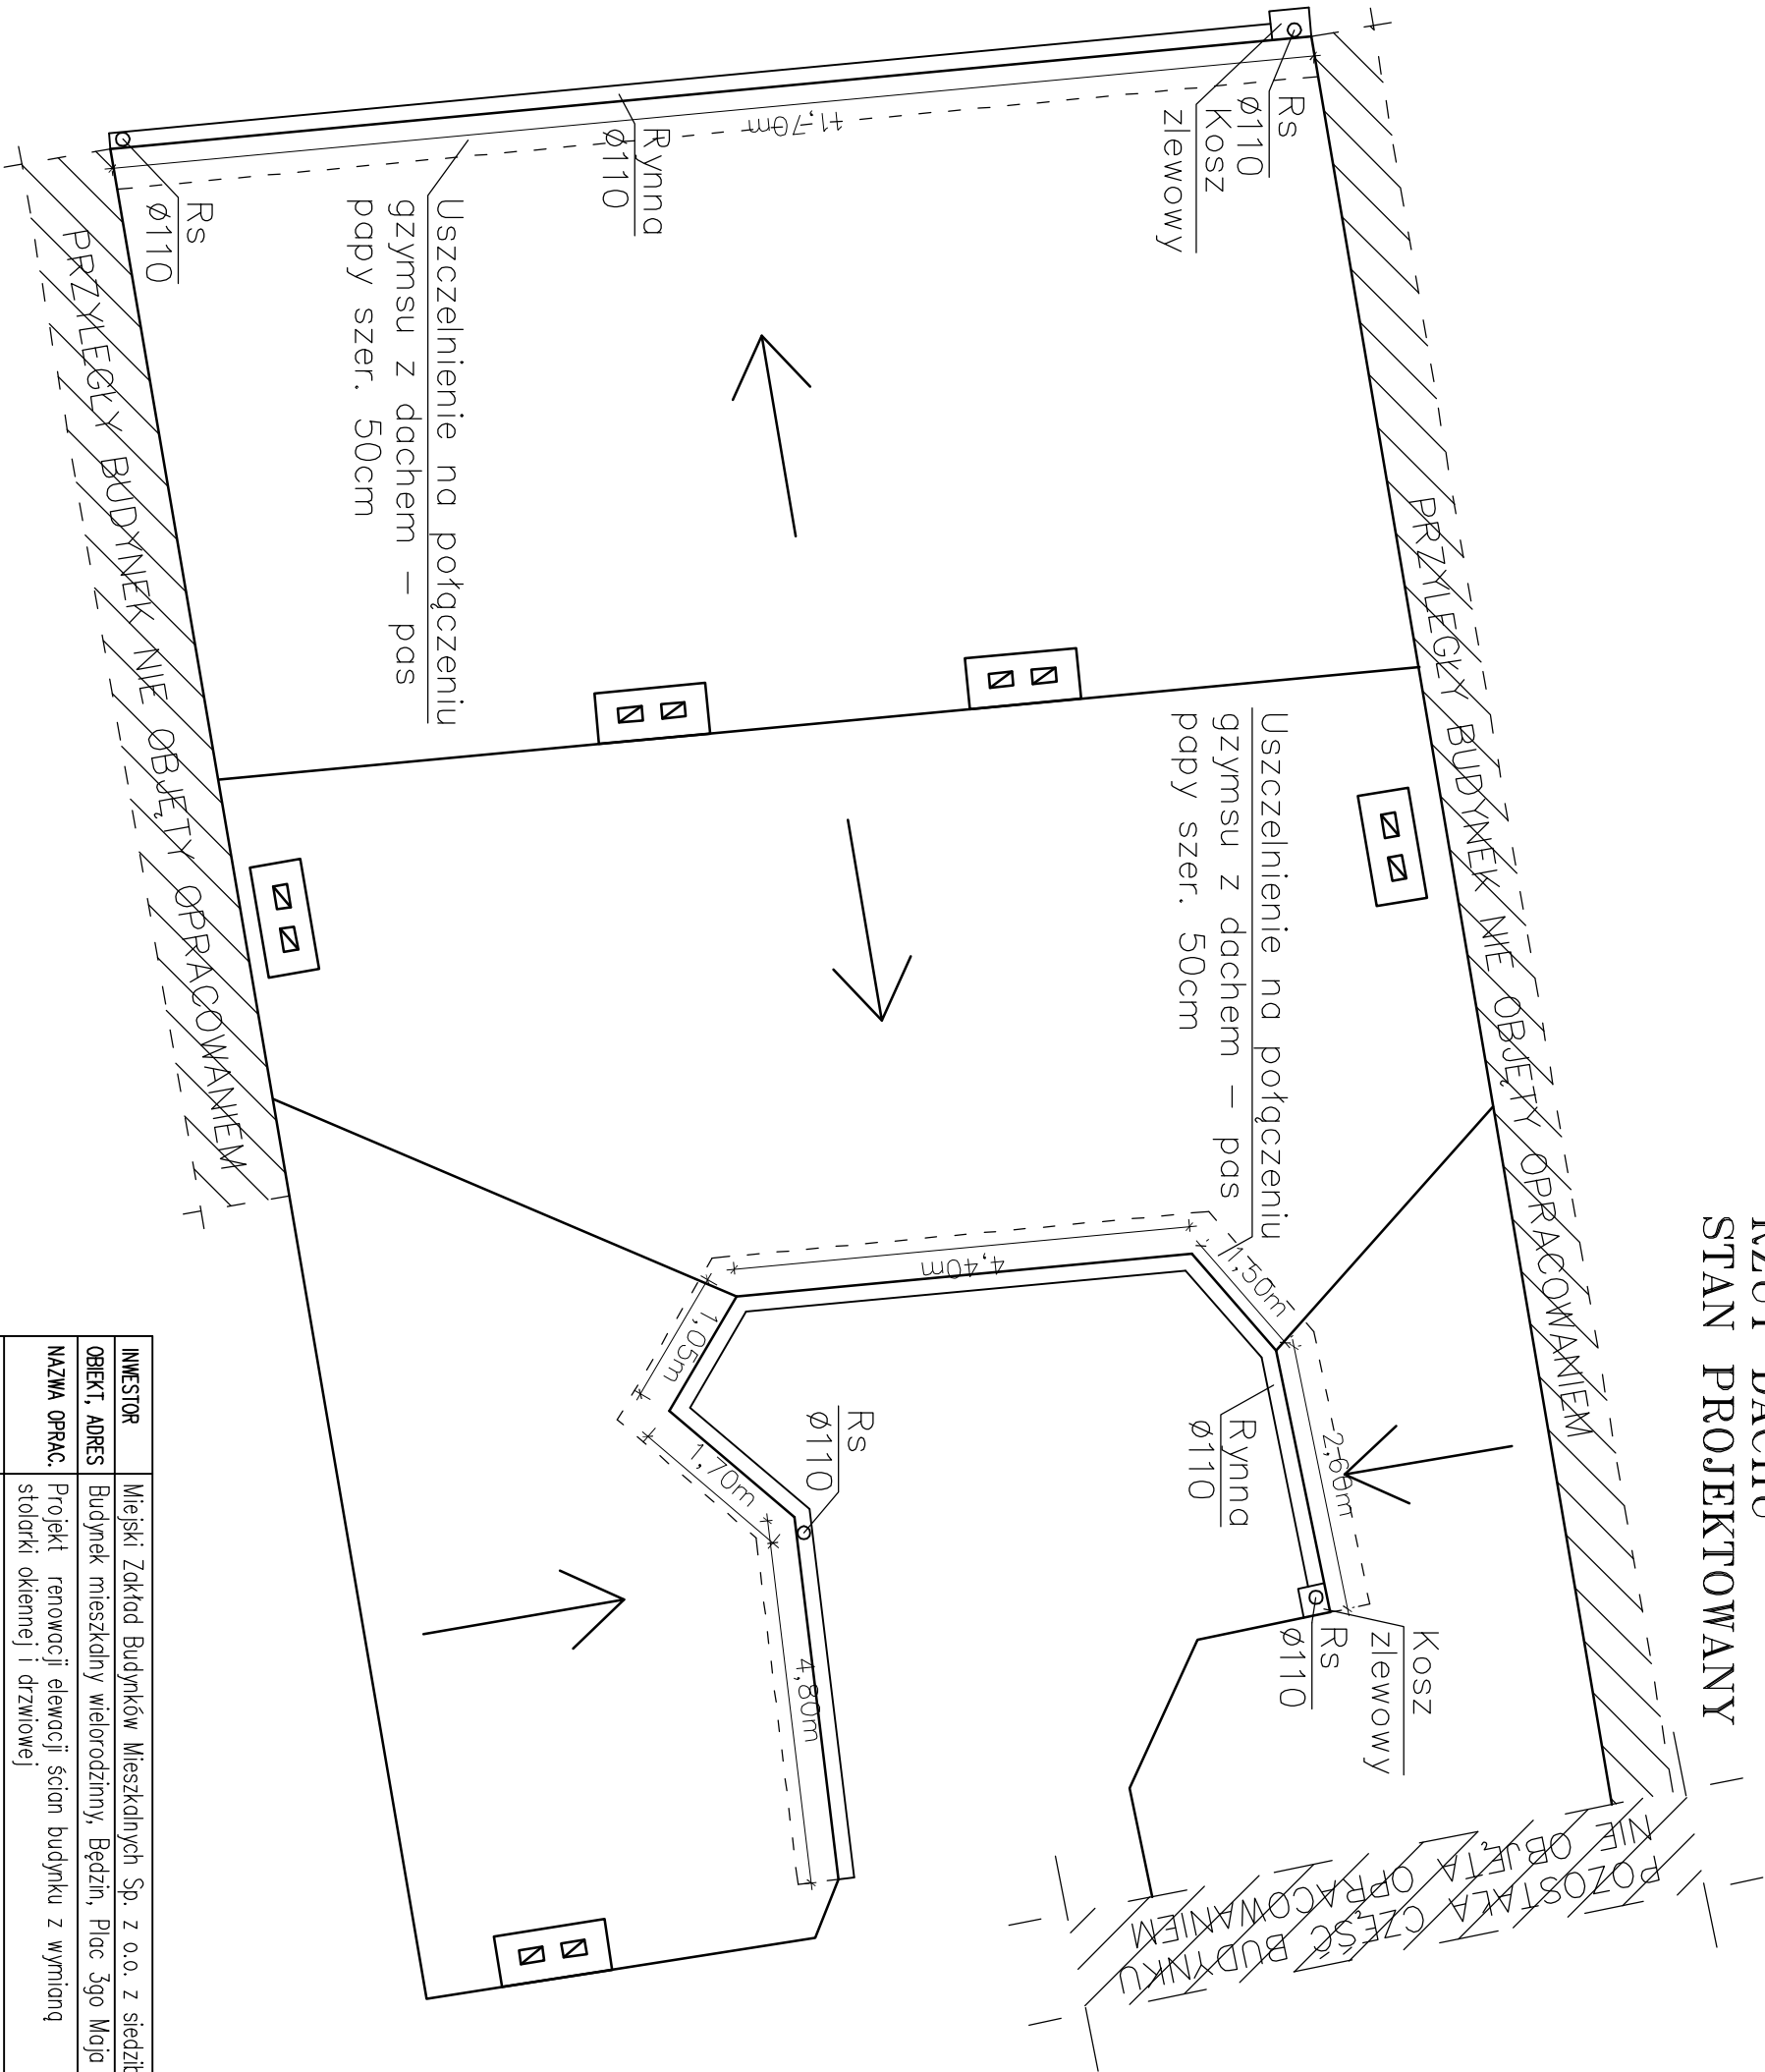 STAN PROJEKTOWANY
PRZYLEGŁY BUDYNEK NIE OBJĘTY OPRACOWANIEM
Rs
ø110
Kosz
zlewowy
Rynna
ø110
Uszczelnienie na połączeniu
gzymsu z dachem – pas
papy szer. 50cm
Rs
ø110
PRZYLEGŁY BUDYNEK NIE OBJĘTY OPRACOWANIEM
Uszczelnienie na połączeniu
gzymsu z dachem – pas
papy szer. 50cm
4,40m
1,50m
2,60m
1,05m
1,70m
4,80m
Rynna
ø110
Rs
ø110
Kosz
zlewowy
Rs
ø110
POZOSTAŁA CZĘŚĆ BUDYNKU
NIE OBJĘTA OPRACOWANIEM
INWESTOR
Miejski Zakład Budynków Mieszkalnych Sp. z o.o. z
OBIEKT, ADRES
Budynek mieszkalny wielorodzinny, Będzin, Plac 3go Maja
NAZWA OPRAC.
Projekt renowacji elewacji ścian budynku z wymianą
stolarki okiennej i drzwiowej